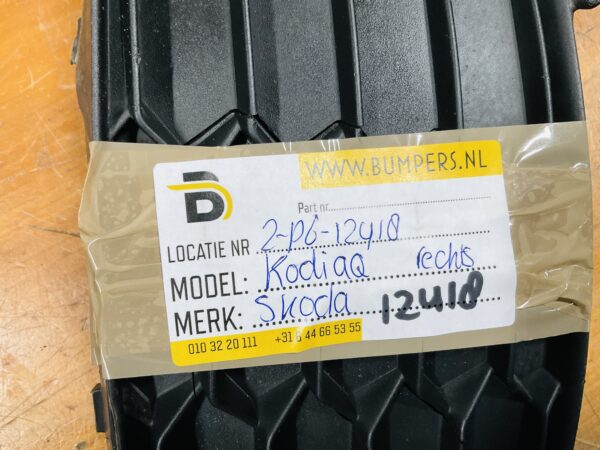 WWW.BUMPERS.NL
B
Part nr
LOCATIE NR 2-P6-12418
MODEL: Kodiaq rechts
MERK: Skoda 12418
010 32 20 111 +31 6 44 66 53 55